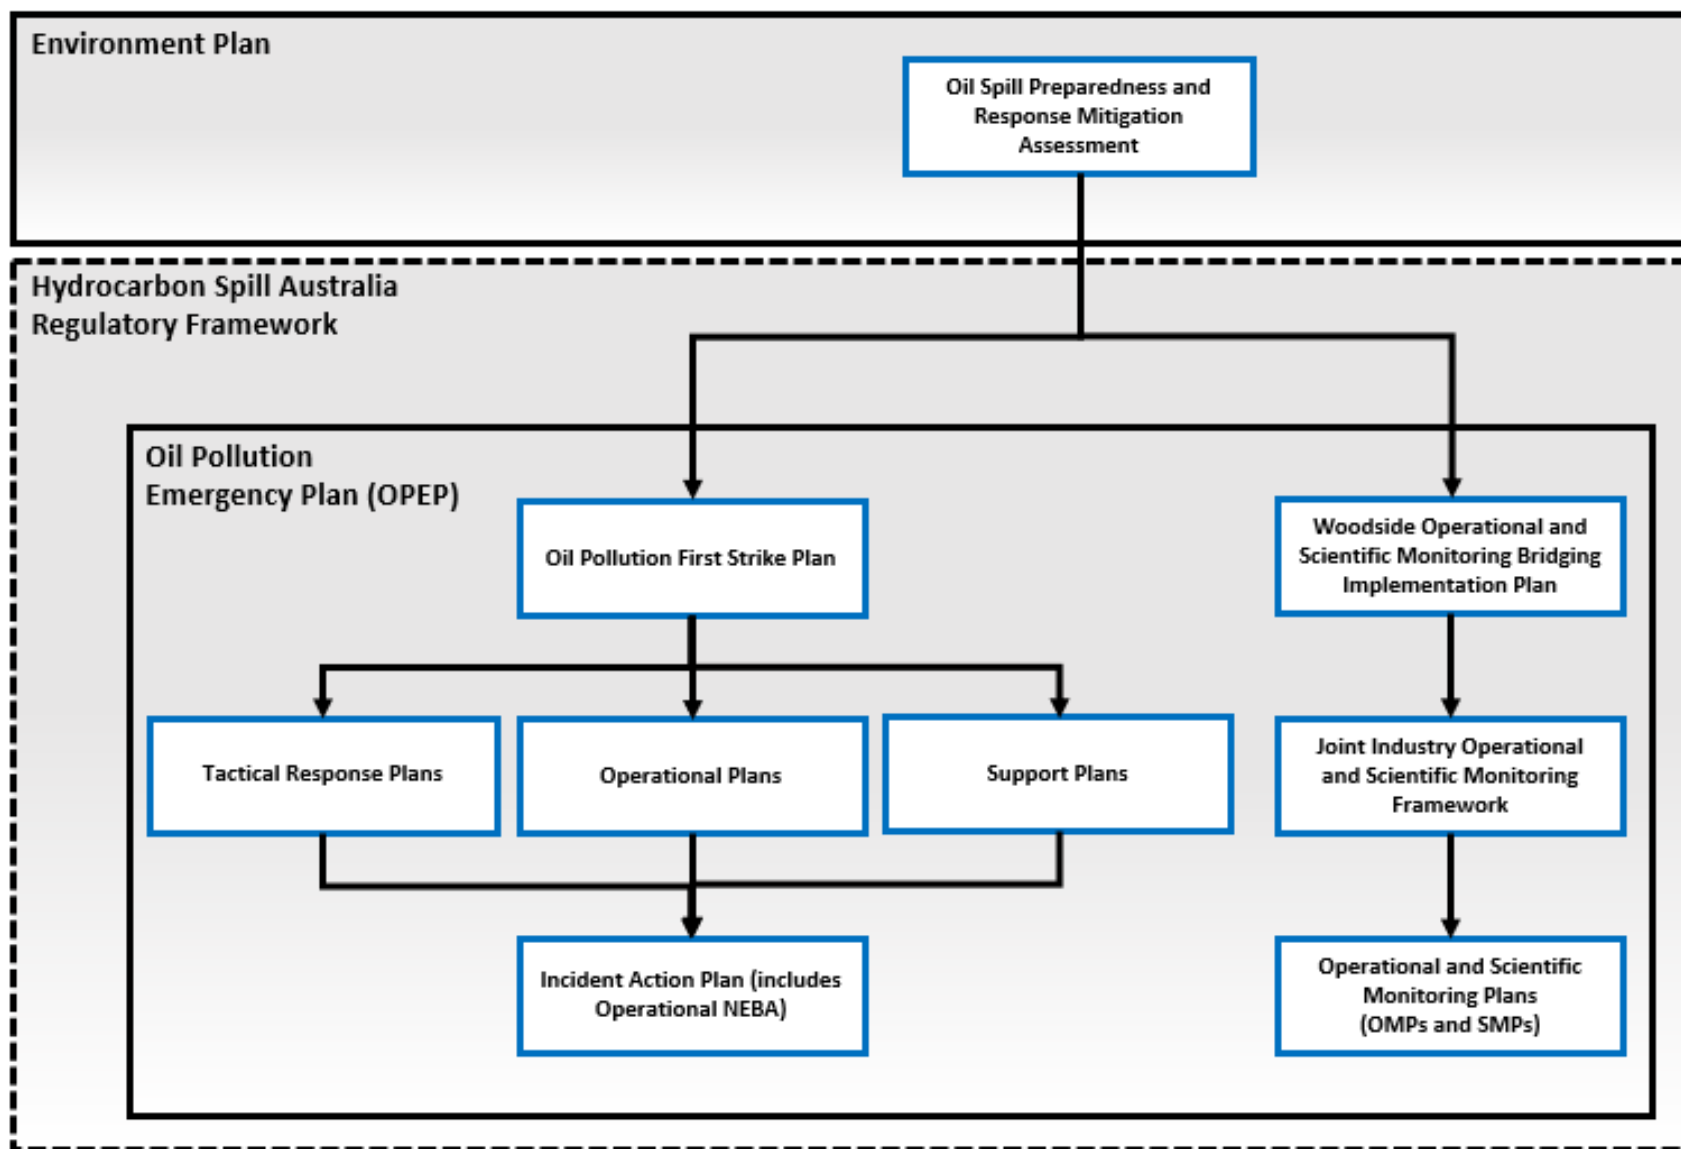 Environment Plan
Oil Spill Preparedness and
Response Mitigation
Assessment
Hydrocarbon Spill Australia
Regulatory Framework
Oil Pollution
Emergency Plan (OPEP)
Oil Pollution First Strike Plan
Woodside Operational and
Scientific Monitoring Bridging
Implementation Plan
Tactical Response Plans
Operational Plans
Support Plans
Joint Industry Operational
and Scientific Monitoring
Framework
Incident Action Plan (includes
Operational NEBA)
Operational and Scientific
Monitoring Plans
(OMPs and SMPs)